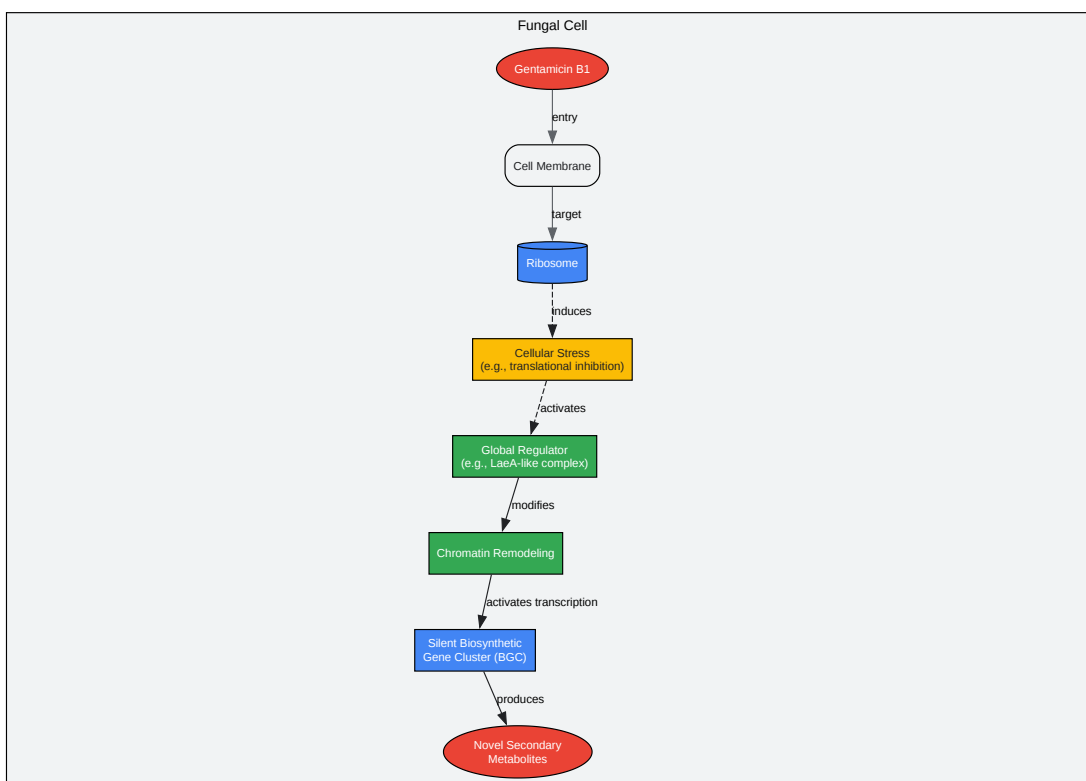 Fungal Cell
Gentamicin B1
entry
Cell Membrane
target
Ribosome
induces
Cellular Stress
(e.g., translational inhibition)
activates
Global Regulator
(e.g., LaeA-like complex)
modifies
Chromatin Remodeling
activates transcription
Silent Biosynthetic
Gene Cluster (BGC)
produces
Novel Secondary
Metabolites